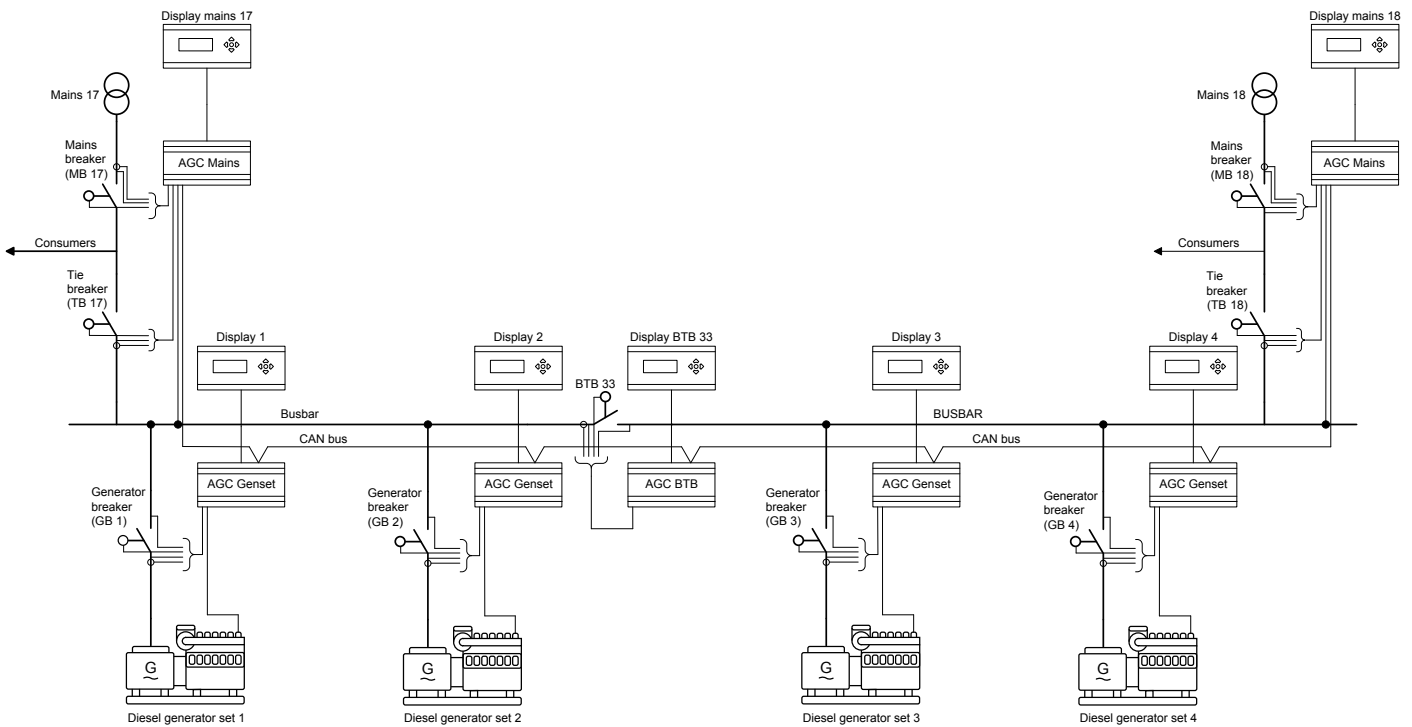 Display mains 17
Display mains 18
Mains 17
Mains 18
Mains
breaker
(MB 17)
AGC Mains
Mains
breaker
(MB 18)
AGC Mains
Consumers
Consumers
Tie
breaker
(TB 17)
Tie
breaker
(TB 18)
Display 1
Display 2
Display BTB 33
Display 3
Display 4
BTB 33
Busbar
BUSBAR
CAN bus
CAN bus
AGC Genset
AGC Genset
AGC BTB
AGC Genset
AGC Genset
Generator
breaker
(GB 1)
Generator
breaker
(GB 2)
Generator
breaker
(GB 3)
Generator
breaker
(GB 4)
G
G
G
G
Diesel generator set 1
Diesel generator set 2
Diesel generator set 3
Diesel generator set 4